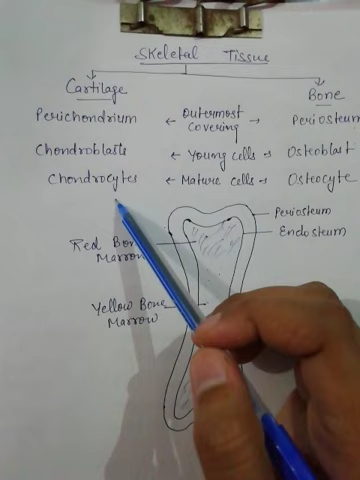 Skeletal Tissue
Cartilage
Bone
Perichondrium ← Outermost → Periosteum
covering
Chondroblasts ← Young cells → Osteoblast
Chondrocytes ← Mature cells → Osteocyte
Periosteum
Endosteum
Red Bone
Marrow
Yellow Bone
Marrow